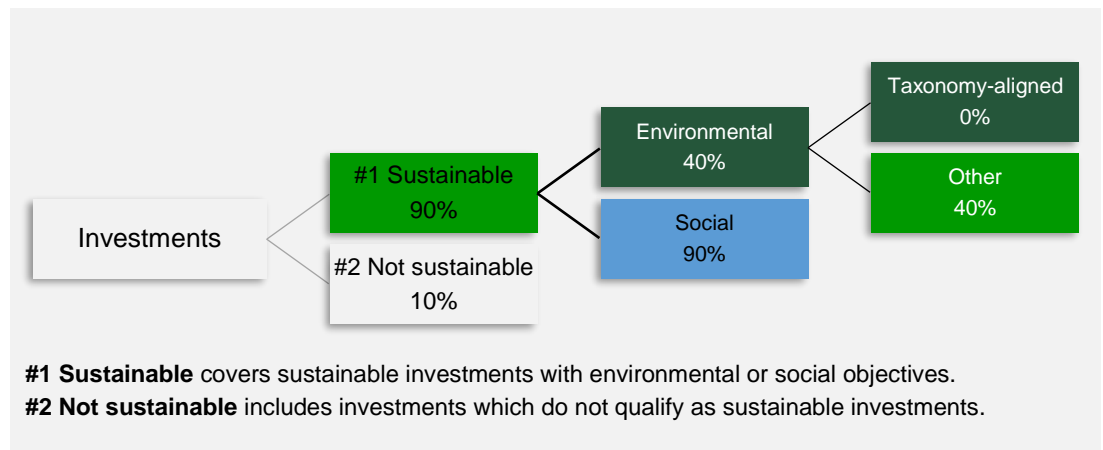 Investments
#1 Sustainable
90%
#2 Not sustainable
10%
Environmental
40%
Social
90%
Taxonomy-aligned
0%
Other
40%
#1 Sustainable covers sustainable investments with environmental or social objectives.
#2 Not sustainable includes investments which do not qualify as sustainable investments.